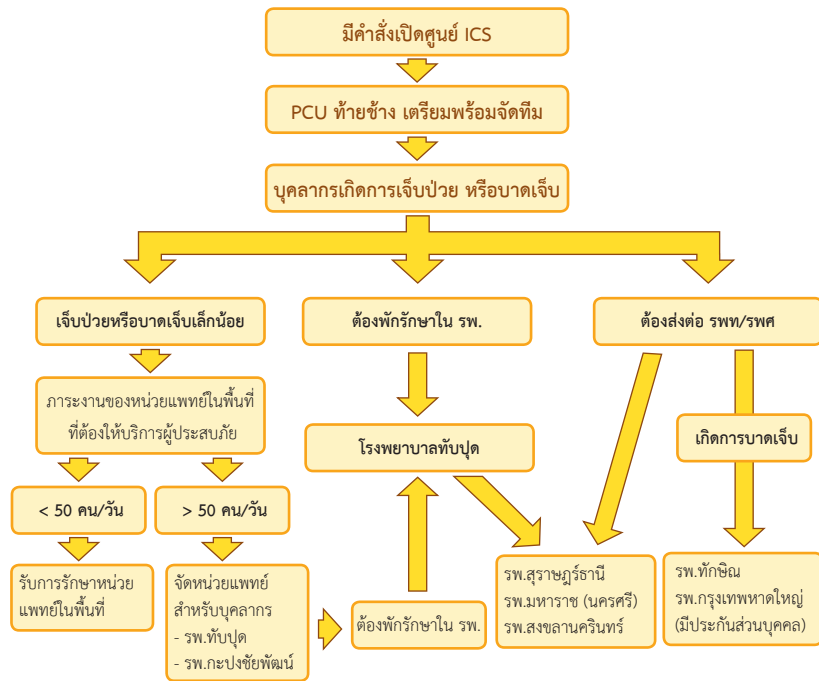 มีคำสั่งเปิดศูนย์ ICS
PCU ท้ายช้าง เตรียมพร้อมจัดทีม
บุคลากรเกิดการเจ็บป่วย หรือบาดเจ็บ
เจ็บป่วยหรือบาดเจ็บเล็กน้อย
ต้องพักรักษาใน รพ.
ต้องส่งต่อ รพท/รพศ
ภาระงานของหน่วยแพทย์ในพื้นที่
ที่ต้องให้บริการผู้ประสบภัย
โรงพยาบาลทับปุด
เกิดการบาดเจ็บ
< 50 คน/วัน
> 50 คน/วัน
รับการรักษาหน่วย
แพทย์ในพื้นที่
จัดหน่วยแพทย์
สำหรับบุคลากร
- รพ.ทับปุด
- รพ.กะปงชัยพัฒน์
ต้องพักรักษาใน รพ.
รพ.สุราษฎร์ธานี
รพ.มหาราช (นครศรี)
รพ.สงขลานครินทร์
รพ.ทักษิณ
รพ.กรุงเทพหาดใหญ่
(มีประกันส่วนบุคคล)